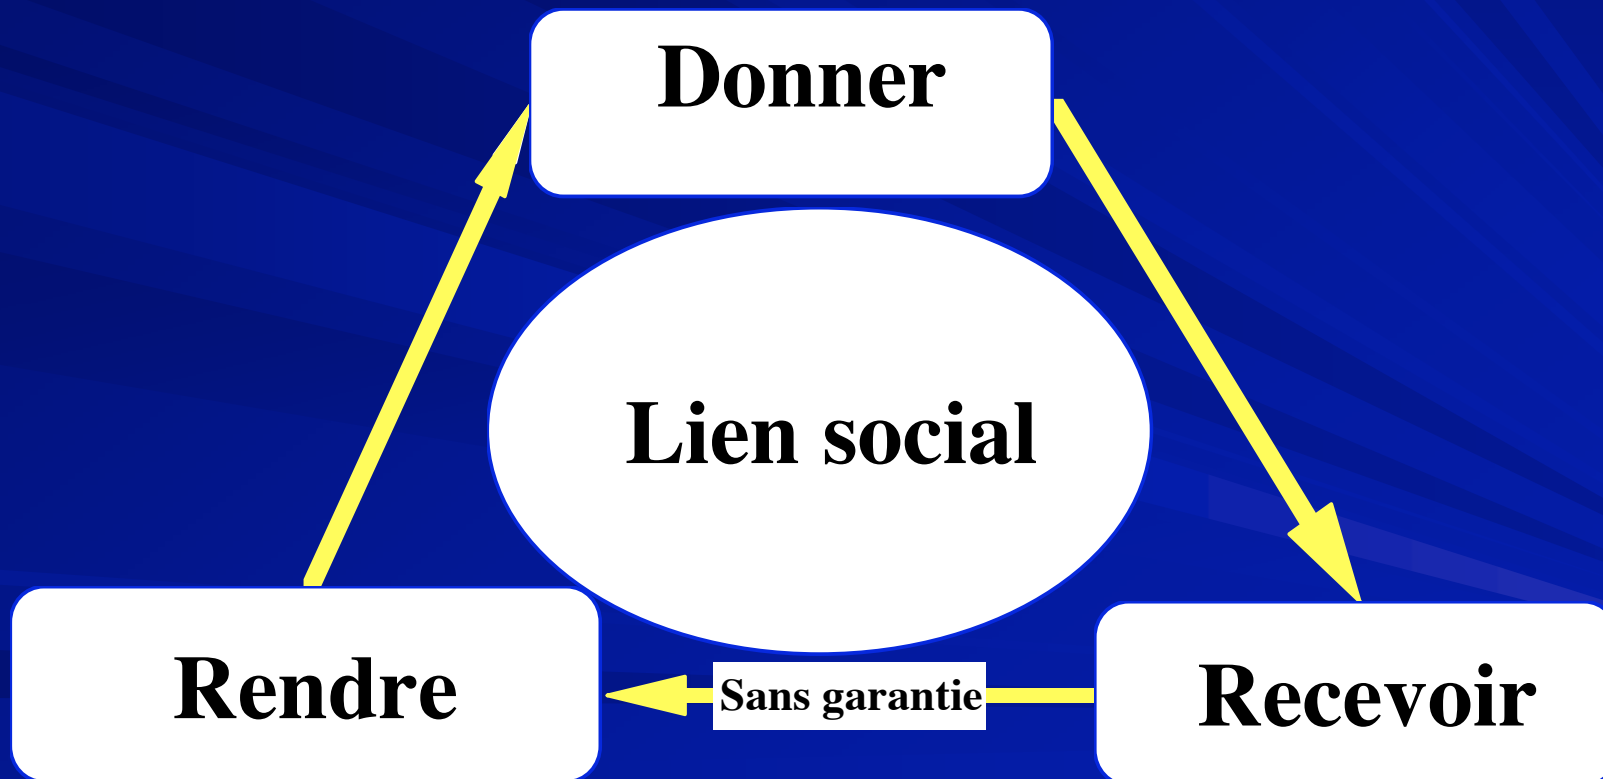 Donner
Lien social
Rendre
Sans garantie
Recevoir